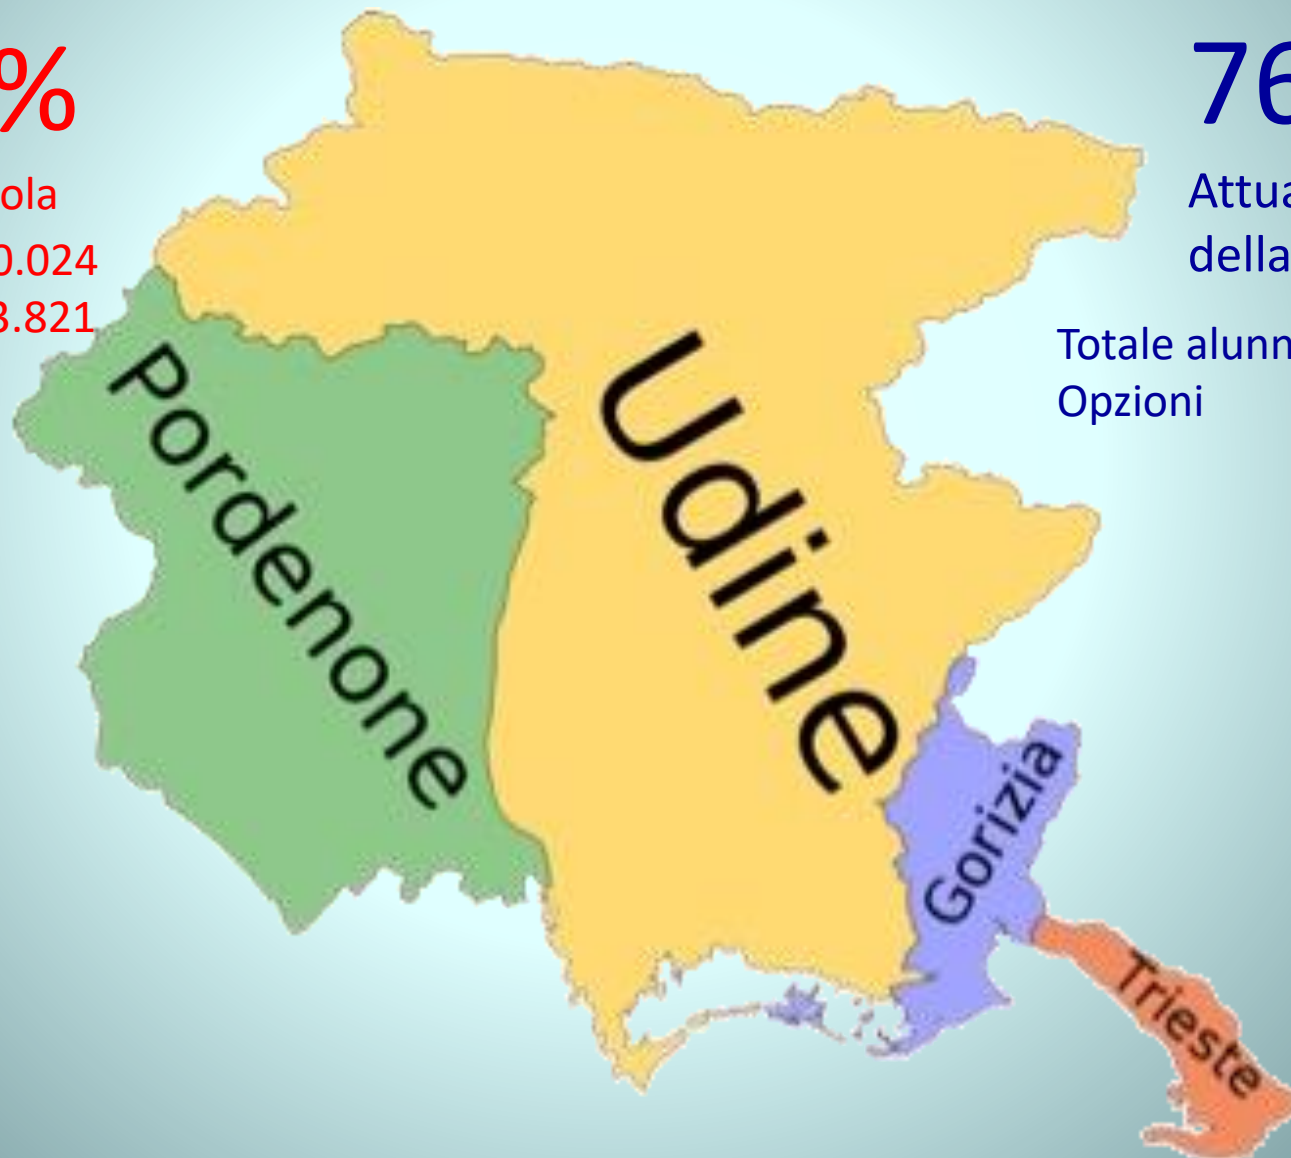 %
ola
0.024
3.821
76
Attua
della
Totale alunn
Opzioni
Pordenone
Udine
Gorizia
Trieste